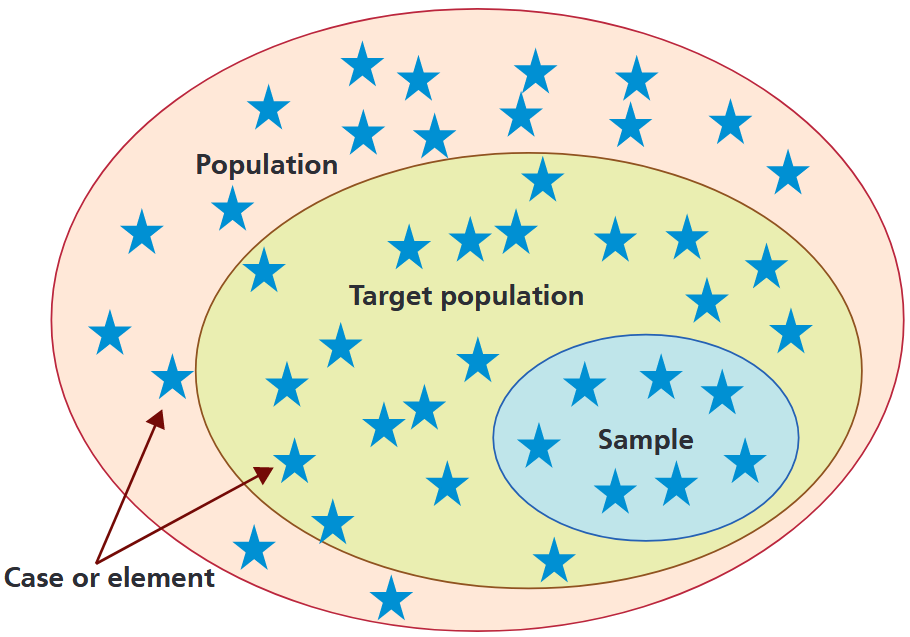 Population
Target population
Sample
Case or element